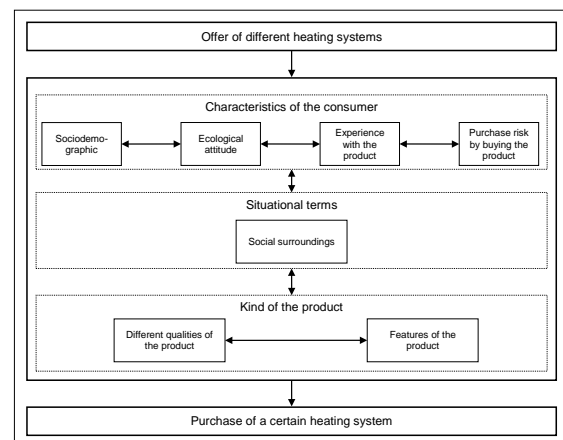 Offer of different heating systems
Characteristics of the consumer
Sociodemo-
graphic
Ecological
attitude
Experience
with the
product
Purchase risk
by buying the
product
Situational terms
Social surroundings
Kind of the product
Different qualities of
the product
Features of the
product
Purchase of a certain heating system